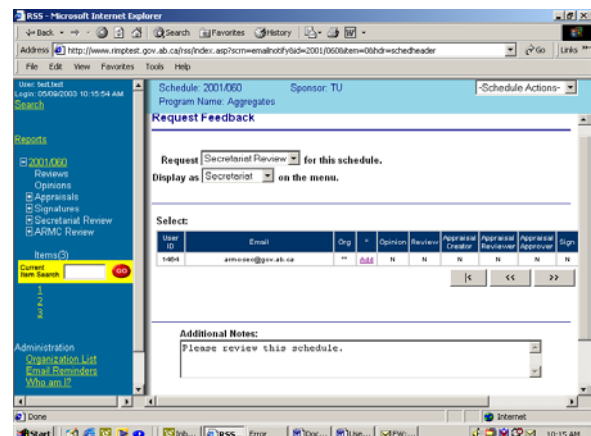 RSS - Microsoft Internet Explorer
Back Search Favorites History
Address http://www.rimptest.gov.ab.ca/rss/index.asp?scrn=emailnotify&id=2001/060&item=0&hdr=schedheader Go Links
File Edit View Favorites Tools Help
User: test.test
Login: 05/09/2003 10:15:54 AM
Search
Reports
2001/060
Reviews
Opinions
Appraisals
Signatures
Secretariat Review
ARMC Review
Items(3)
Current Item Search GO
1
2
3
Administration
Organization List
Email Reminders
Who am I?
Schedule: 2001/060 Sponsor: TU -Schedule Actions-
Program Name: Aggregates
Request Feedback
Request Secretariat Review for this schedule.
Display as Secretariat on the menu.
Select:
User ID Email Org * Opinion Review Appraisal Creator Appraisal Reviewer Appraisal Approver Sign
1464 armcsec@gov.ab.ca ** Add N N N N N N
|< << >>
Additional Notes:
Please review this schedule.
Done Internet
Start Inb... RSS Error Doc... Use... FW: 10:15 AM